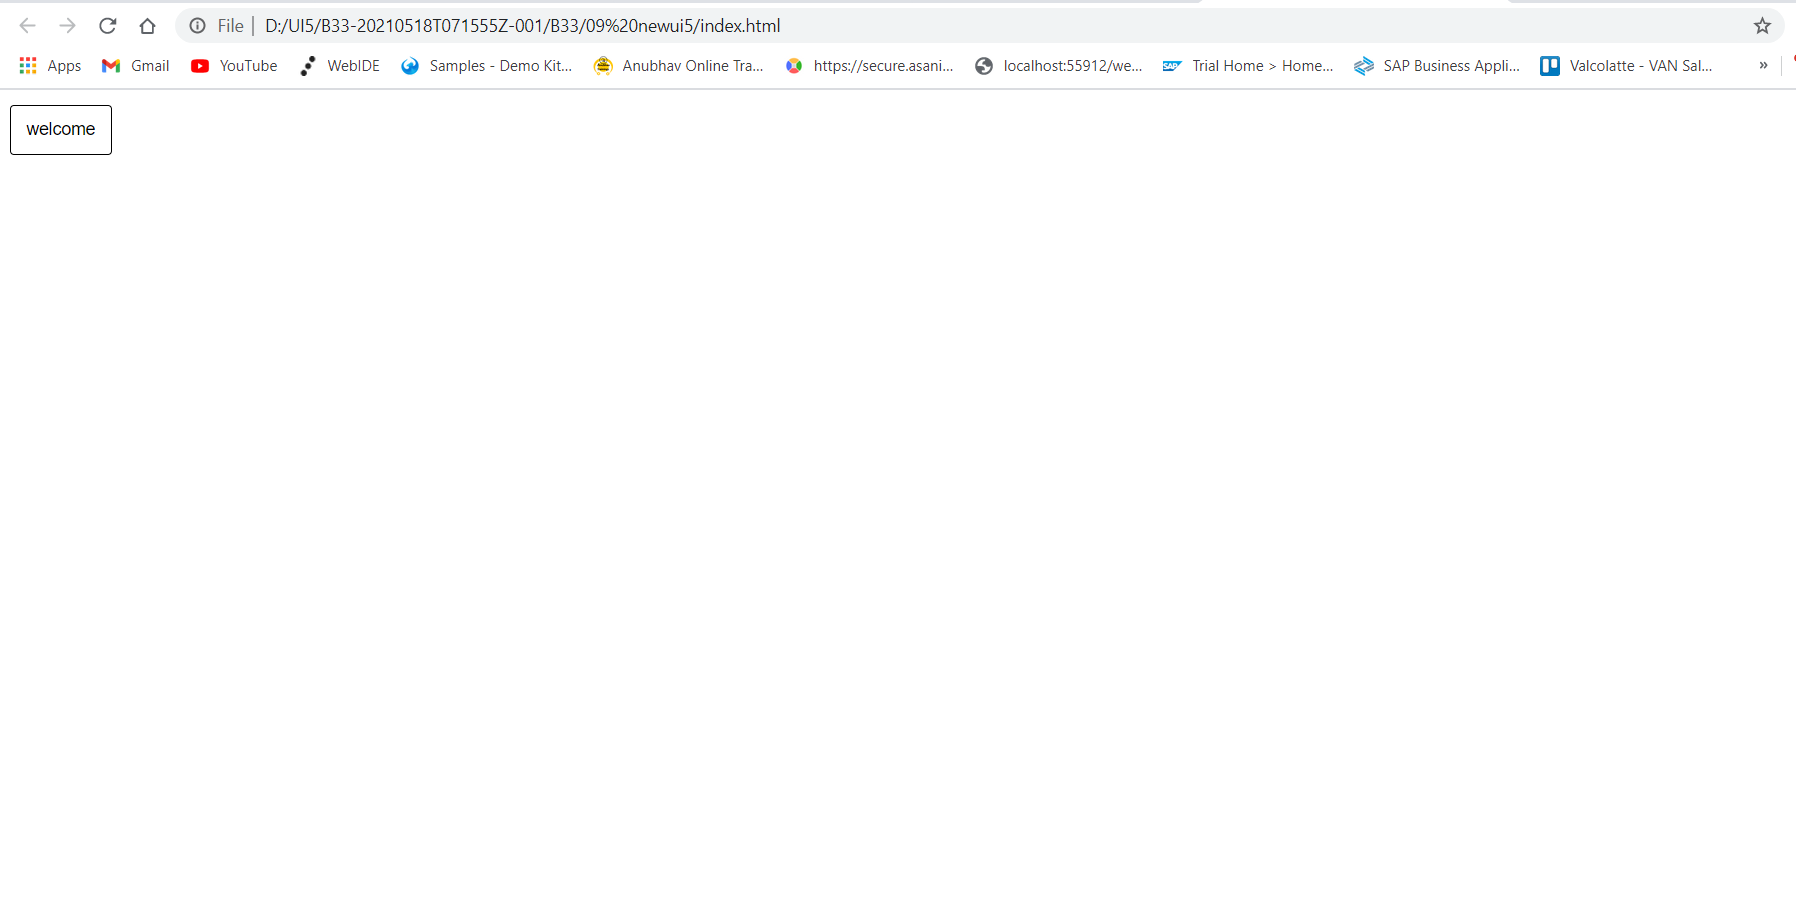 File | D:/UI5/B33-20210518T071555Z-001/B33/09%20newui5/index.html
Apps Gmail YouTube WebIDE Samples - Demo Kit... Anubhav Online Tra... https://secure.asani... localhost:55912/we... SAP Trial Home > Home... SAP Business Appli... Valcolatte - VAN Sal... »
welcome